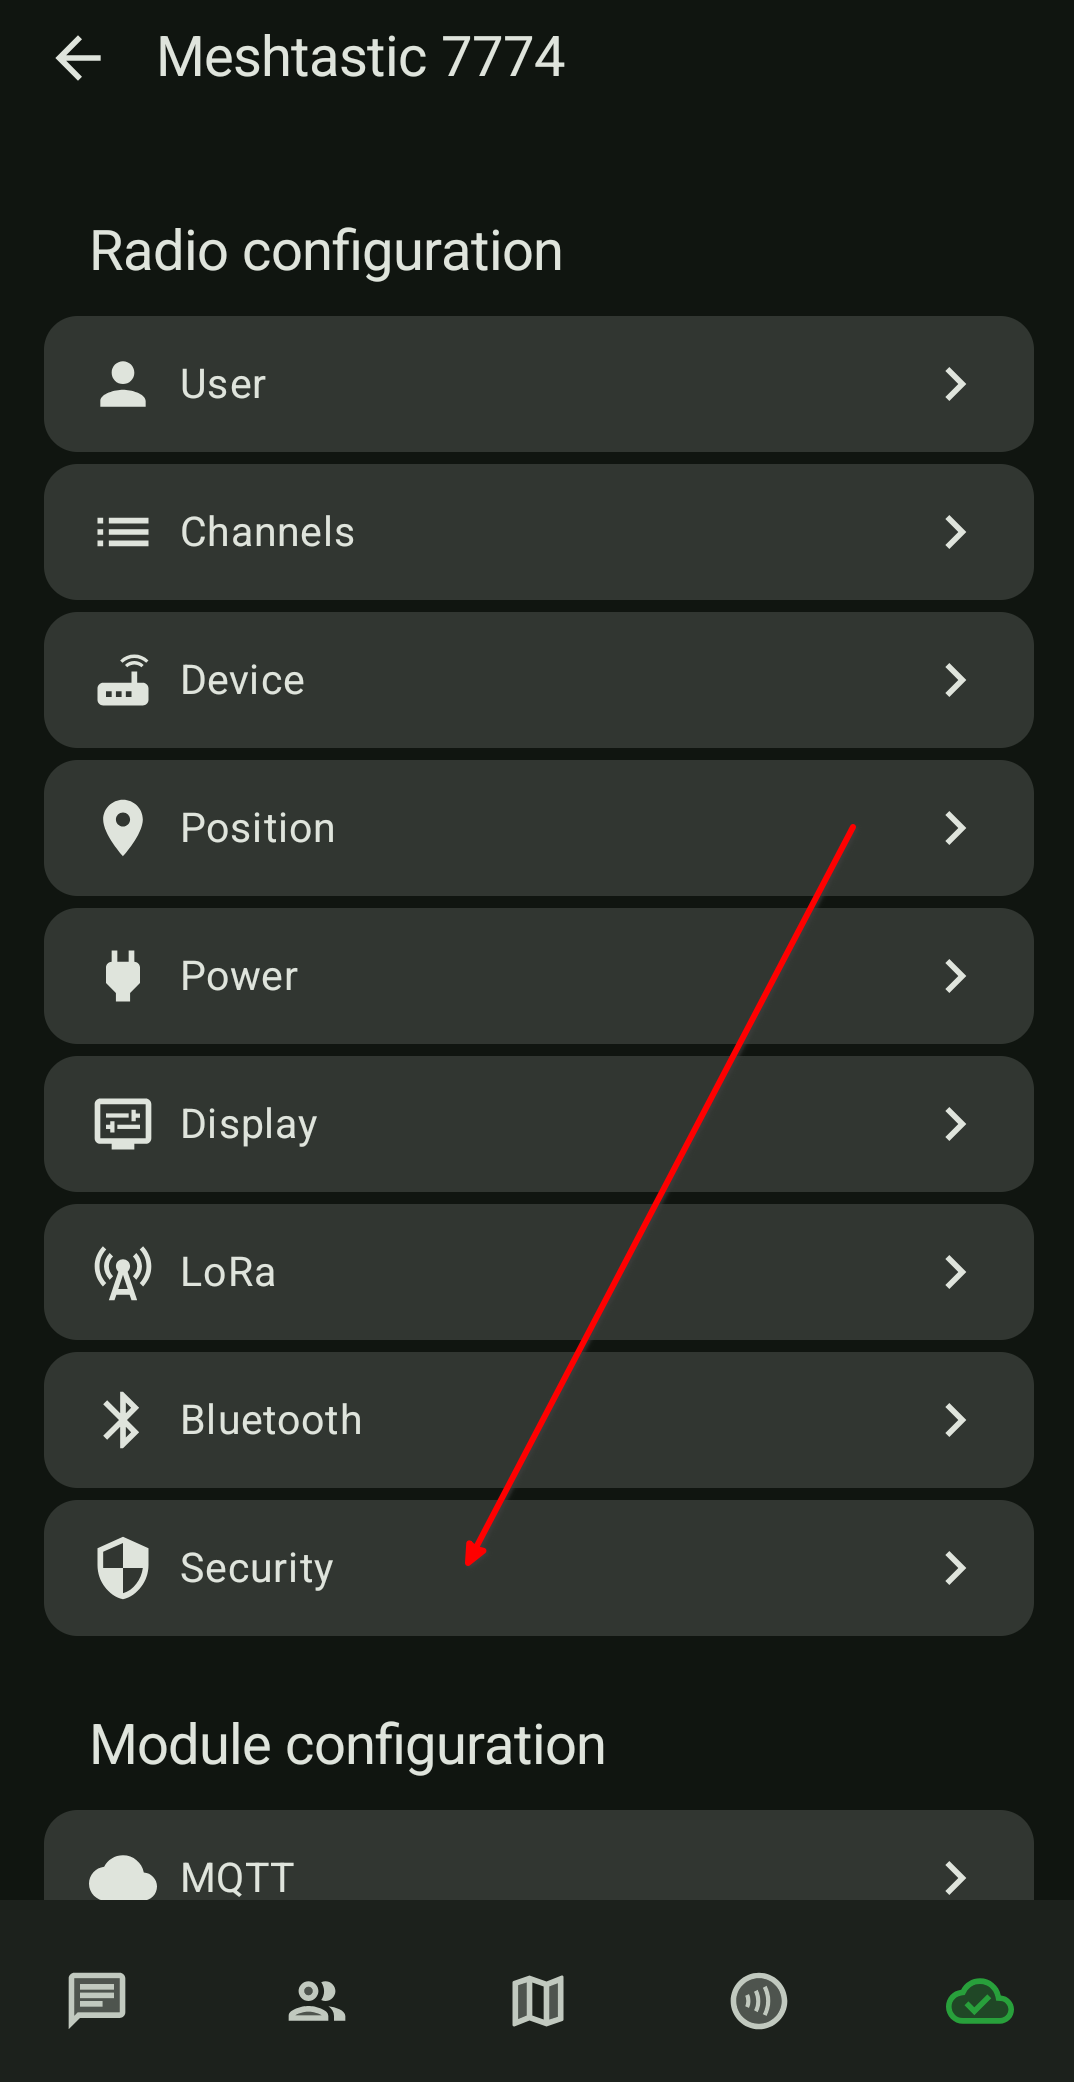 Meshtastic 7774
Radio configuration
User
Channels
Device
Position
Power
Display
LoRa
Bluetooth
Security
Module configuration
MQTT